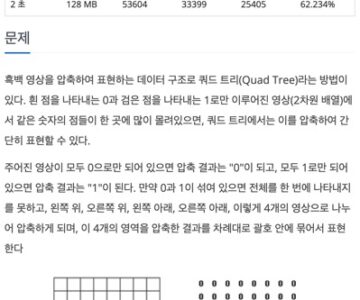 2 초 128 MB 53604 33399 25405 62.234%
문제
흑백 영상을 압축하여 표현하는 데이터 구조로 쿼드 트리(Quad Tree)라는 방법이
있다. 흰 점을 나타내는 0과 검은 점을 나타내는 1로만 이루어진 영상(2차원 배열)에
서 같은 숫자의 점들이 한 곳에 많이 몰려있으면, 쿼드 트리에서는 이를 압축하여 간
단히 표현할 수 있다.
주어진 영상이 모두 0으로만 되어 있으면 압축 결과는 "0"이 되고, 모두 1로만 되어
있으면 압축 결과는 "1"이 된다. 만약 0과 1이 섞여 있으면 전체를 한 번에 나타내지
를 못하고, 왼쪽 위, 오른쪽 위, 왼쪽 아래, 오른쪽 아래, 이렇게 4개의 영상으로 나누
어 압축하게 되며, 이 4개의 영역을 압축한 결과를 차례대로 괄호 안에 묶어서 표현
한다
0 0 0 0 0 0 0 0
0 0 0 0 0 0 0 0